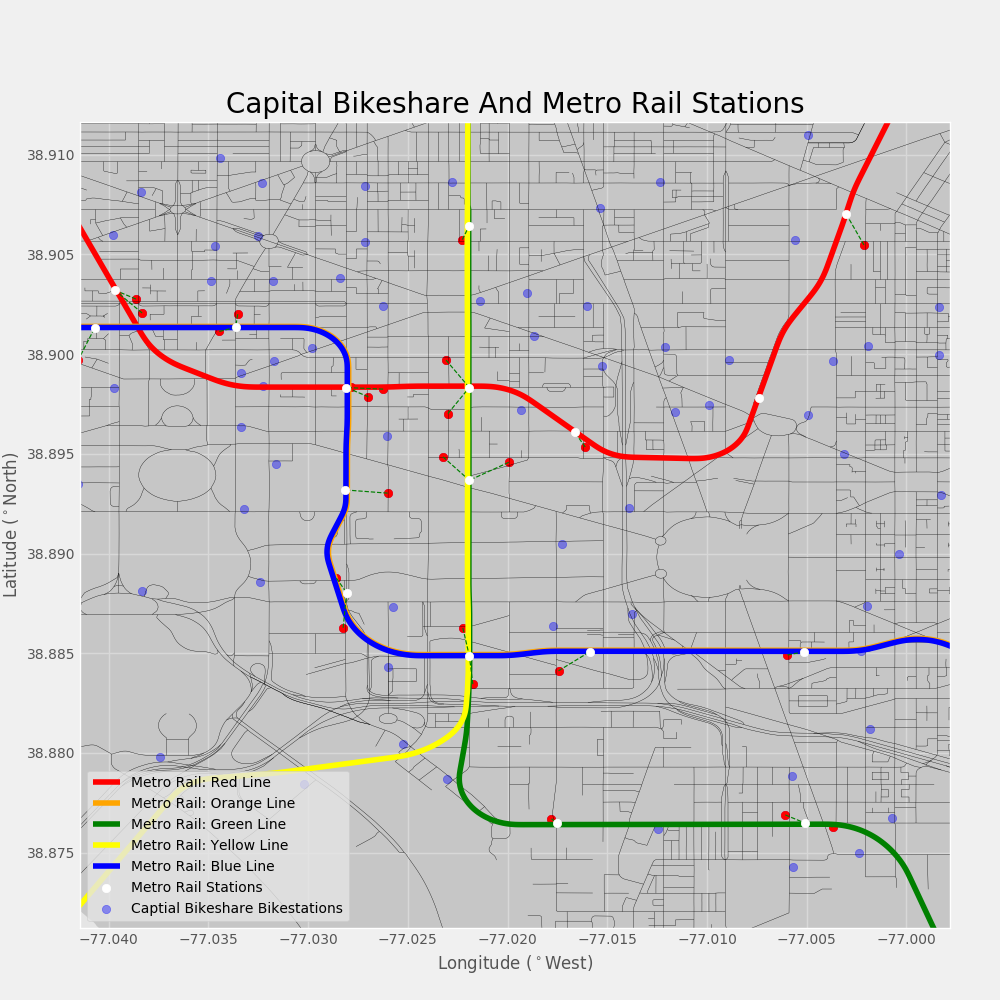 Capital Bikeshare And Metro Rail Stations
38.910
38.905
38.900
38.895
38.890
38.885
38.880
38.875
Latitude (°North)
Metro Rail: Red Line
Metro Rail: Orange Line
Metro Rail: Green Line
Metro Rail: Yellow Line
Metro Rail: Blue Line
Metro Rail Stations
Captial Bikeshare Bikestations
−77.040 −77.035 −77.030 −77.025 −77.020 −77.015 −77.010 −77.005 −77.000
Longitude (°West)